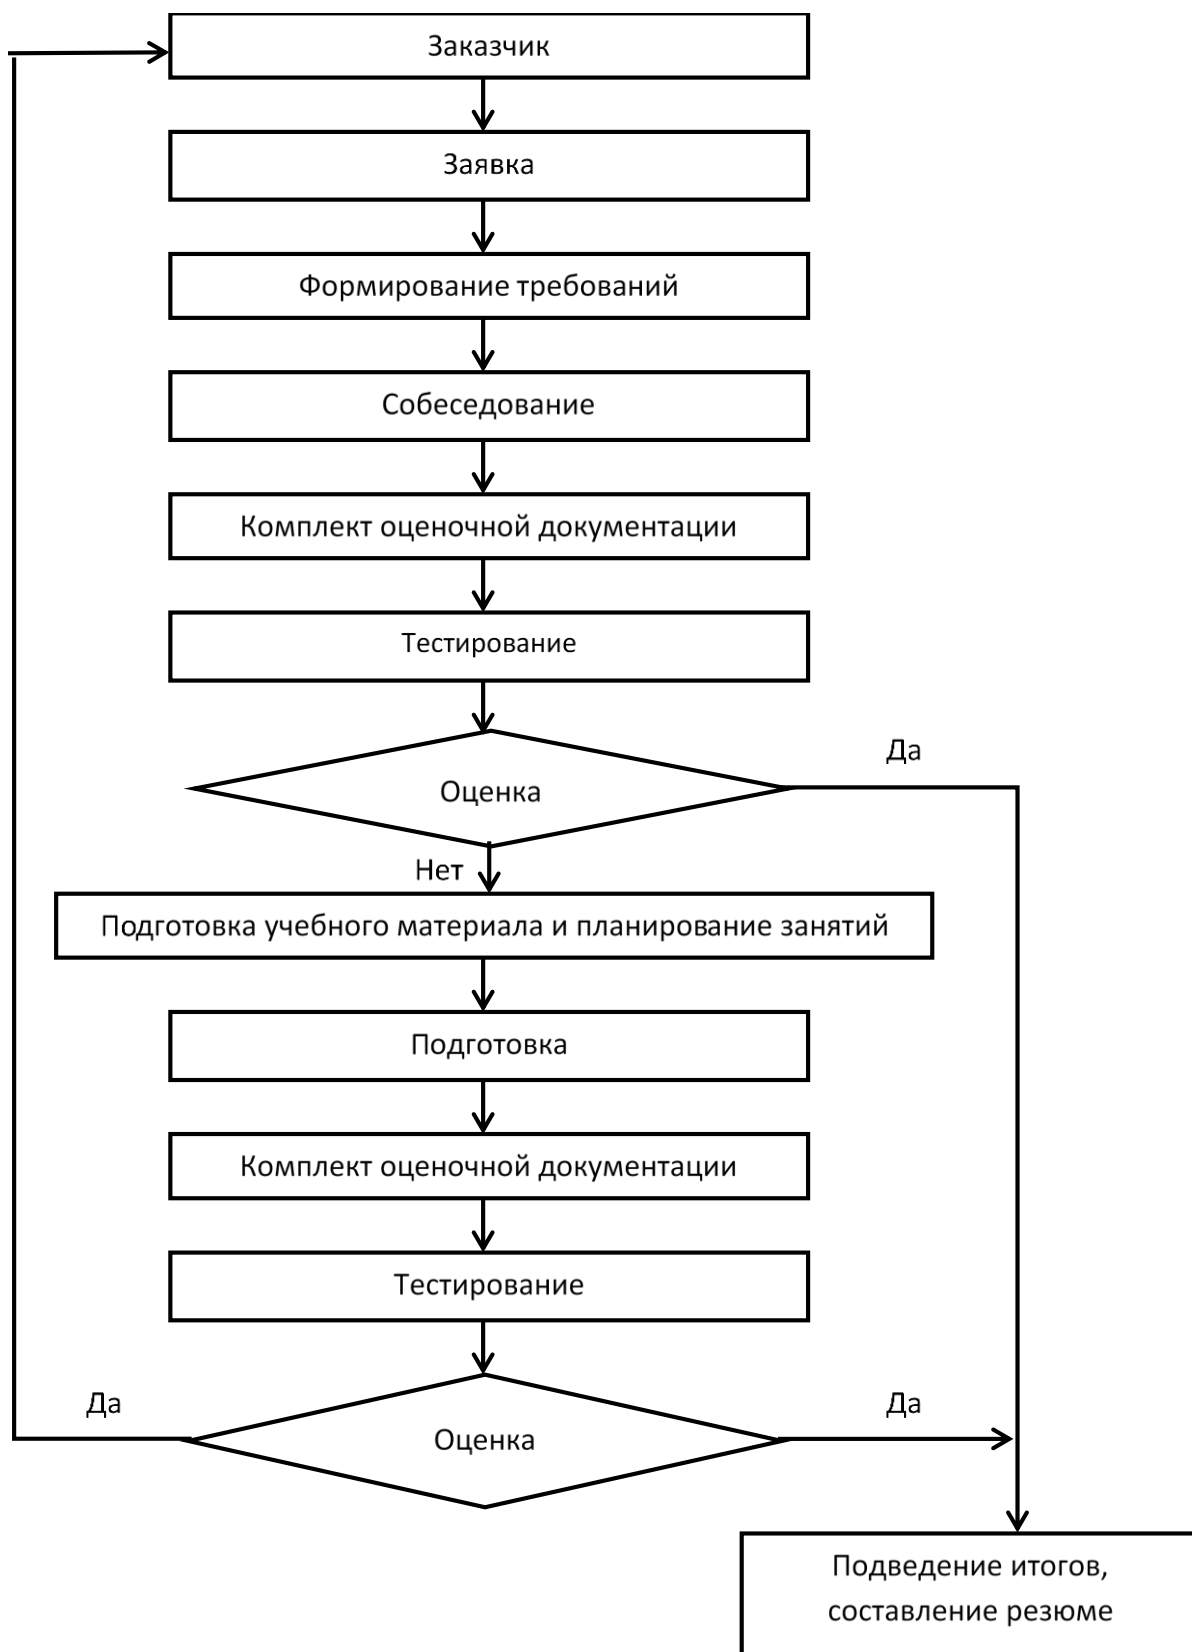 Заказчик
Заявка
Формирование требований
Собеседование
Комплект оценочной документации
Тестирование
Да
Оценка
Нет
Подготовка учебного материала и планирование занятий
Подготовка
Комплект оценочной документации
Тестирование
Да
Да
Оценка
Подведение итогов,
составление резюме